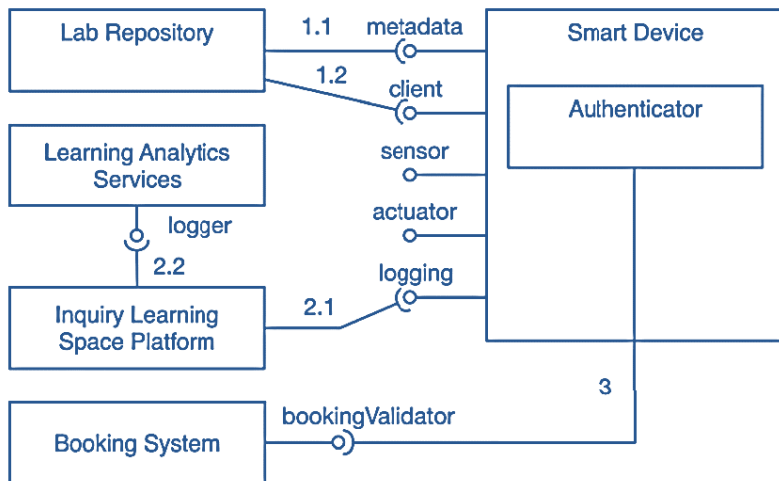 Lab Repository
1.1
metadata
Smart Device
1.2
client
Authenticator
Learning Analytics
Services
sensor
logger
actuator
2.2
logging
Inquiry Learning
Space Platform
2.1
3
bookingValidator
Booking System